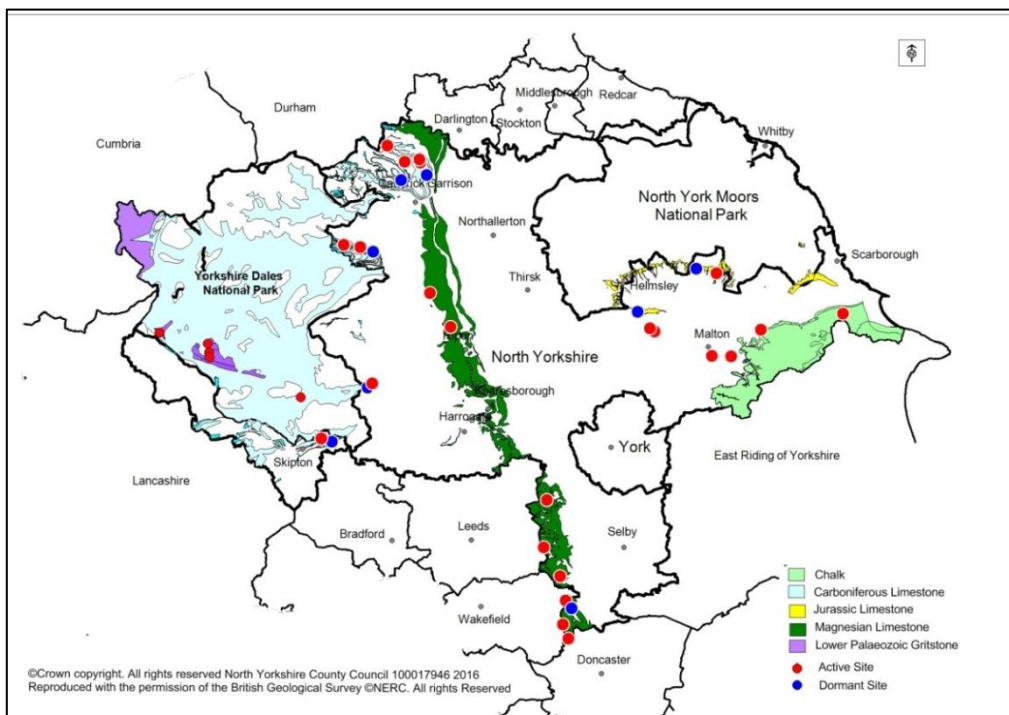 Middlesbrough
Redcar
Durham
Darlington
Stockton
Cumbria
Whitby
Garrison
North York Moors
National Park
Northallerton
Scarborough
Yorkshire Dales
National Park
Thirsk
Helmsley
Malton
North Yorkshire
Knaresborough
Harrogate
York
Skipton
East Riding of Yorkshire
Lancashire
Bradford
Leeds
Selby
Wakefield
Doncaster
Chalk
Carboniferous Limestone
Jurassic Limestone
Magnesian Limestone
Lower Palaeozoic Gritstone
Active Site
Dormant Site
©Crown copyright. All rights reserved North Yorkshire County Council 100017946 2016
Reproduced with the permission of the British Geological Survey ©NERC. All rights Reserved